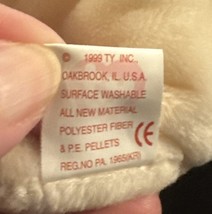 © 1999 TY, INC.,
OAKBROOK, IL. U.S.A.
SURFACE WASHABLE
ALL NEW MATERIAL
POLYESTER FIBER
& P.E. PELLETS CE
REG.NO PA. 1965(KR)